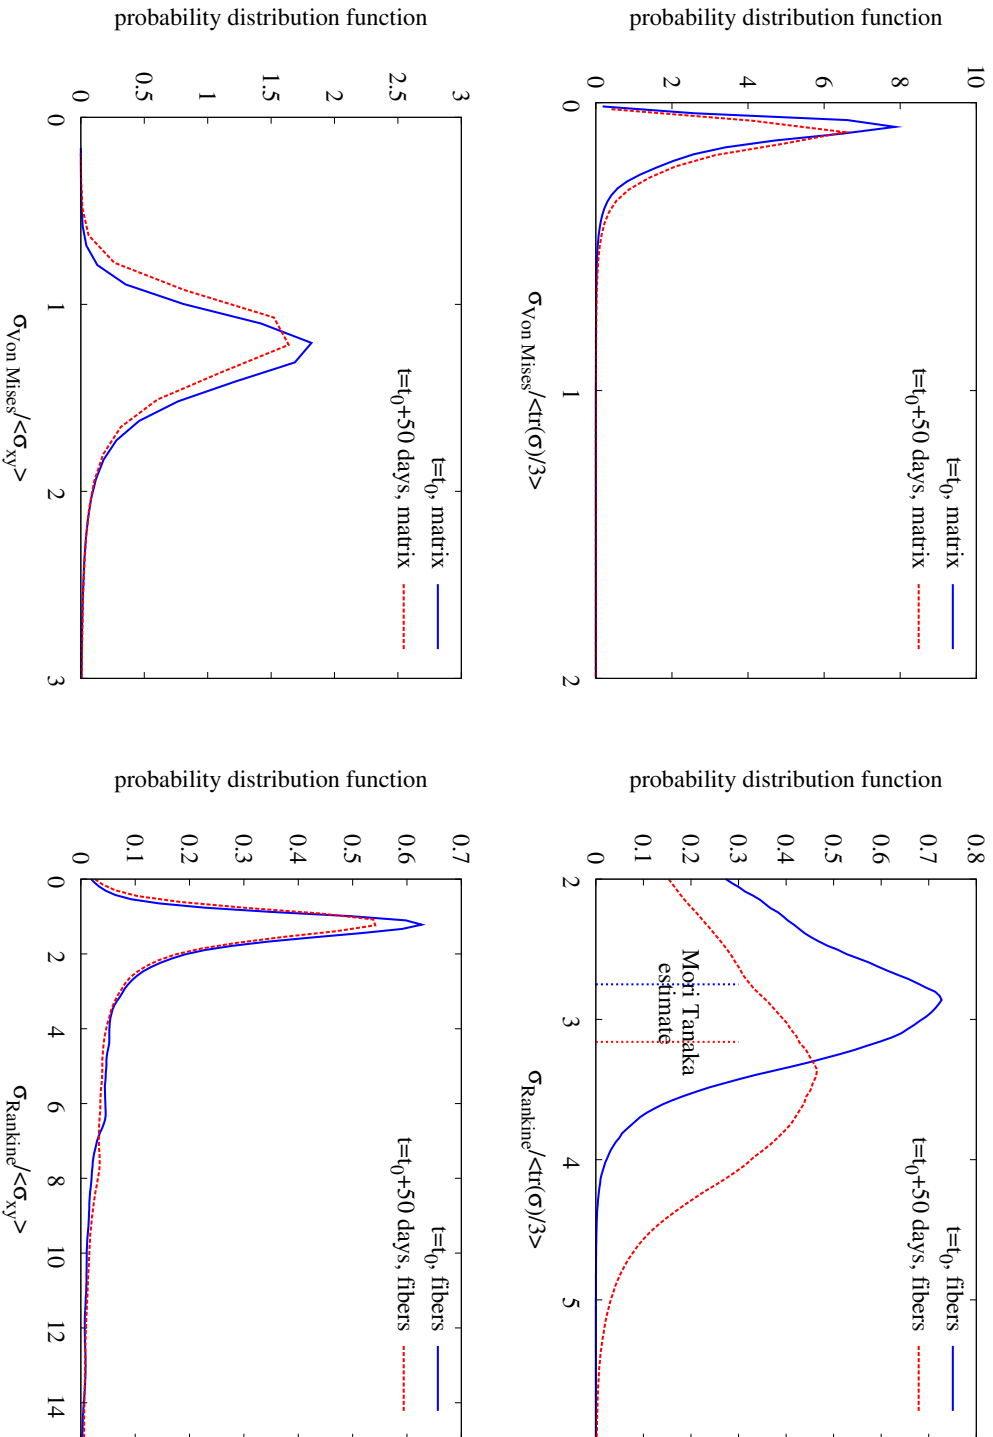 probability distribution function
10
8
6
4
2
0
0
1
2
σVon Mises/<tr(σ)/3>
t=t0, matrix
t=t0+50 days, matrix
probability distribution function
0.8
0.7
0.6
0.5
0.4
0.3
0.2
0.1
0
2
3
4
5
σRankine/<tr(σ)/3>
t=t0, fibers
t=t0+50 days, fibers
Mori Tanaka
estimate
probability distribution function
3
2.5
2
1.5
1
0.5
0
0
1
2
3
σVon Mises/<σxy>
t=t0, matrix
t=t0+50 days, matrix
probability distribution function
0.7
0.6
0.5
0.4
0.3
0.2
0.1
0
0
2
4
6
8
10
12
14
σRankine/<σxy>
t=t0, fibers
t=t0+50 days, fibers